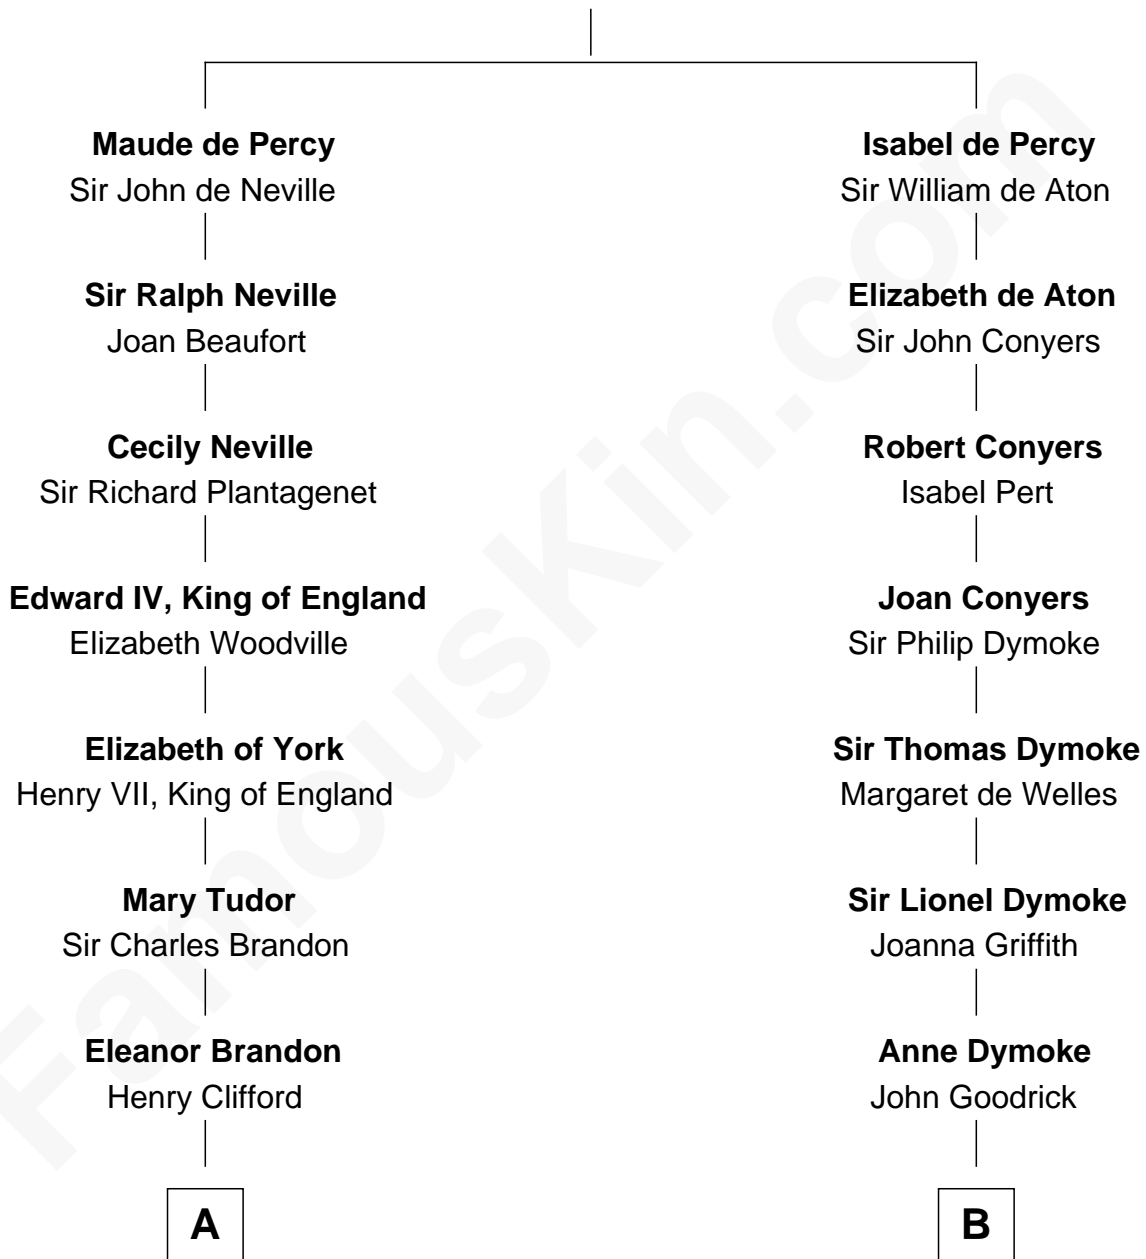 Maude de Percy
Sir John de Neville
Isabel de Percy
Sir William de Aton
Sir Ralph Neville
Joan Beaufort
Elizabeth de Aton
Sir John Conyers
Cecily Neville
Sir Richard Plantagenet
Robert Conyers
Isabel Pert
Edward IV, King of England
Elizabeth Woodville
Joan Conyers
Sir Philip Dymoke
Elizabeth of York
Henry VII, King of England
Sir Thomas Dymoke
Margaret de Welles
Mary Tudor
Sir Charles Brandon
Sir Lionel Dymoke
Joanna Griffith
Eleanor Brandon
Henry Clifford
Anne Dymoke
John Goodrick
A
B
FamousKin.com